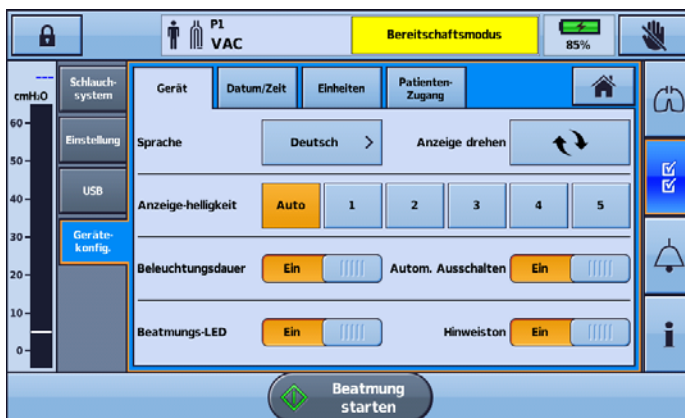 P1
VAC
Bereitschaftsmodus
85%
---
cmH₂O
60
50
40
30
20
10
0
Schlauch-
system
Einstellung
USB
Geräte-
konfig.
Gerät
Datum/Zeit
Einheiten
Patienten-
Zugang
Sprache
Deutsch >
Anzeige drehen
Anzeige-helligkeit
Auto 1 2 3 4 5
Beleuchtungsdauer
Ein
Autom. Ausschalten
Ein
Beatmungs-LED
Ein
Hinweiston
Ein
i
Beatmung
starten